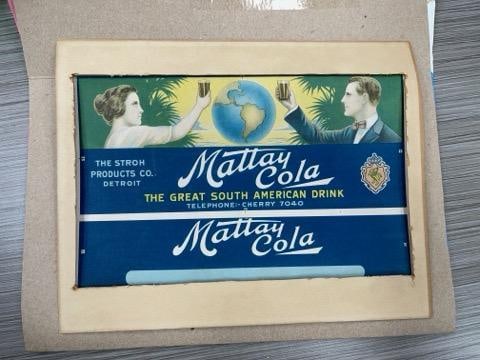 THE STROH
PRODUCTS CO.
DETROIT
Mattay
Cola
THE GREAT SOUTH AMERICAN DRINK
TELEPHONE:- CHERRY 7040
Mattay
Cola